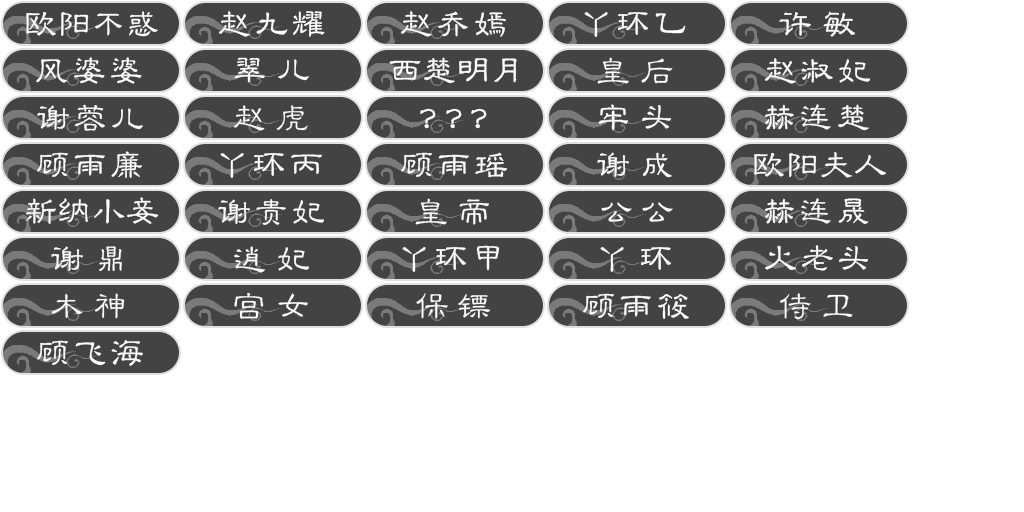 欧阳不惑 赵九耀 赵乔嫣 丫环乙 许敏
风婆婆 翠儿 西楚明月 皇后 赵淑妃
谢蓉儿 赵虎 ??? 牢头 赫连楚
顾雨廉 丫环丙 顾雨瑶 谢成 欧阳夫人
新纳小妾 谢贵妃 皇帝 公公 赫连晟
谢鼎 逍妃 丫环甲 丫环 火老头
木神 宫女 保镖 顾雨筱 侍卫
顾飞海